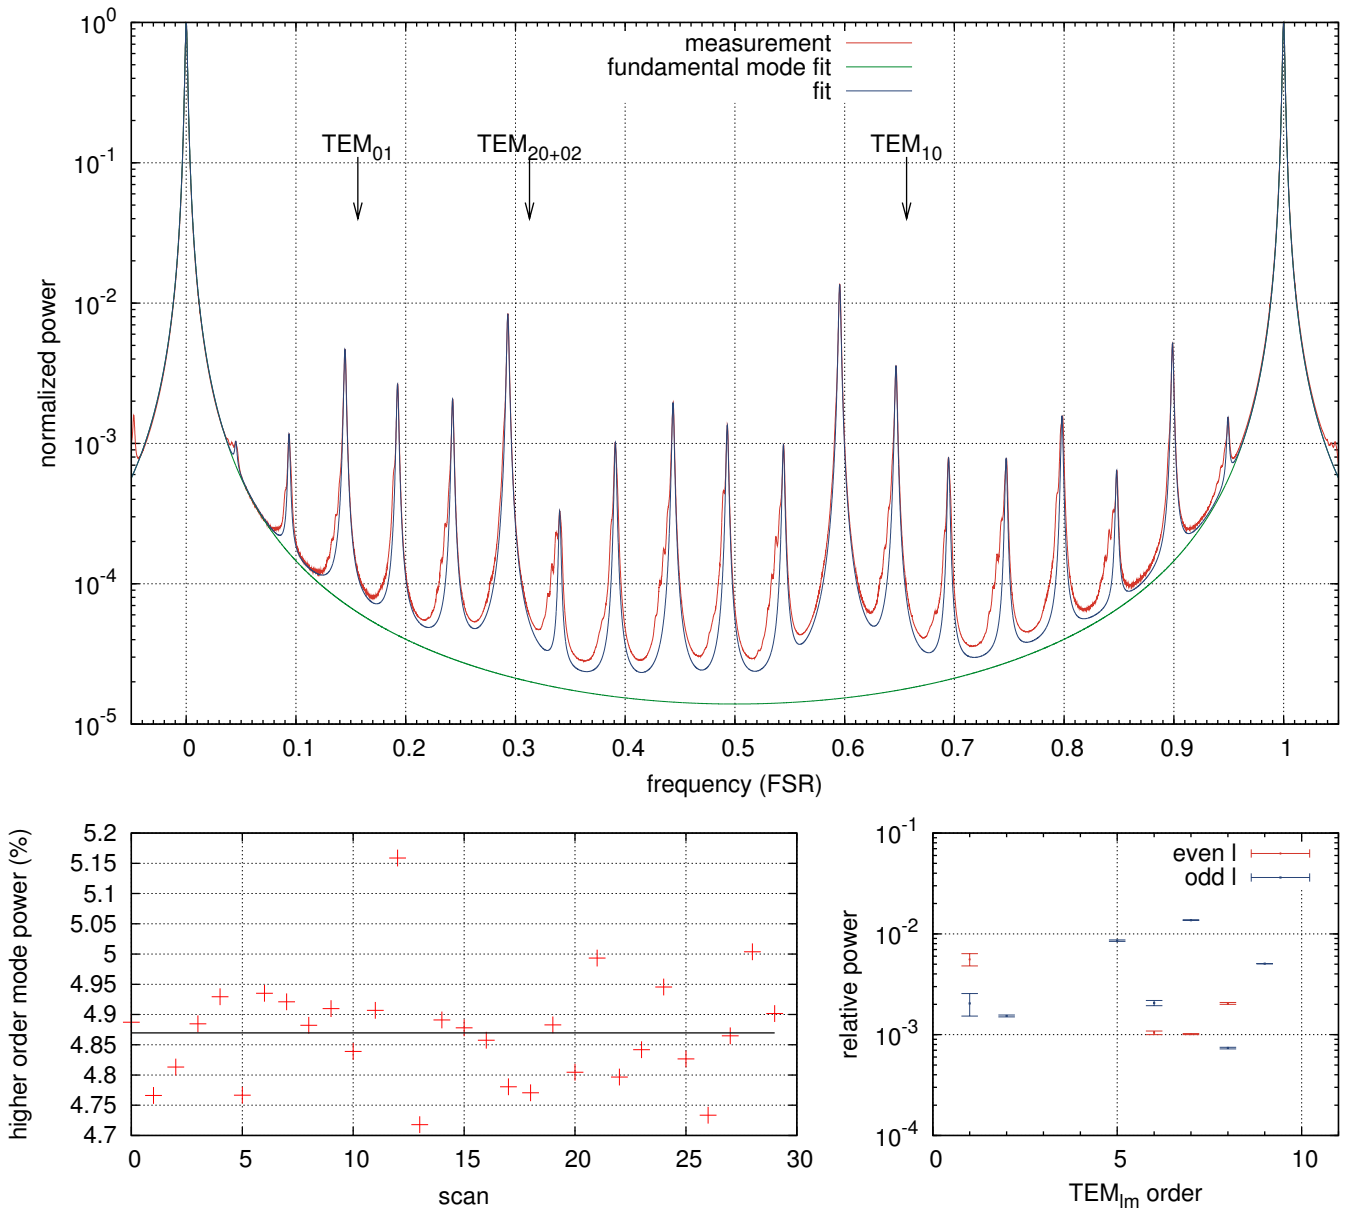 measurement
fundamental mode fit
fit
TEM01
TEM20+02
TEM10
10^0
10^-1
10^-2
10^-3
10^-4
10^-5
normalized power
0 0.1 0.2 0.3 0.4 0.5 0.6 0.7 0.8 0.9 1
frequency (FSR)
5.2
5.15
5.1
5.05
5
4.95
4.9
4.85
4.8
4.75
4.7
higher order mode power (%)
0 5 10 15 20 25 30
scan
even l
odd l
10^-1
10^-2
10^-3
10^-4
relative power
0 5 10
TEMlm order